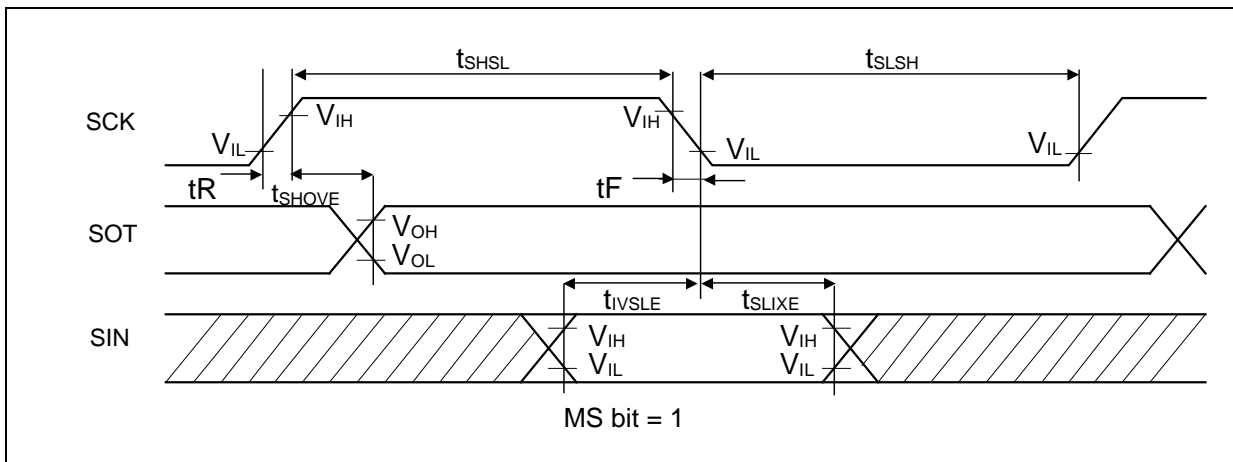 tSHSL
tSLSH
SCK
VIH
VIH
VIL
VIL
VIL
tR
tSHOVE
tF
SOT
VOH
VOL
tIVSLE
tSLIXE
SIN
VIH
VIH
VIL
VIL
MS bit = 1